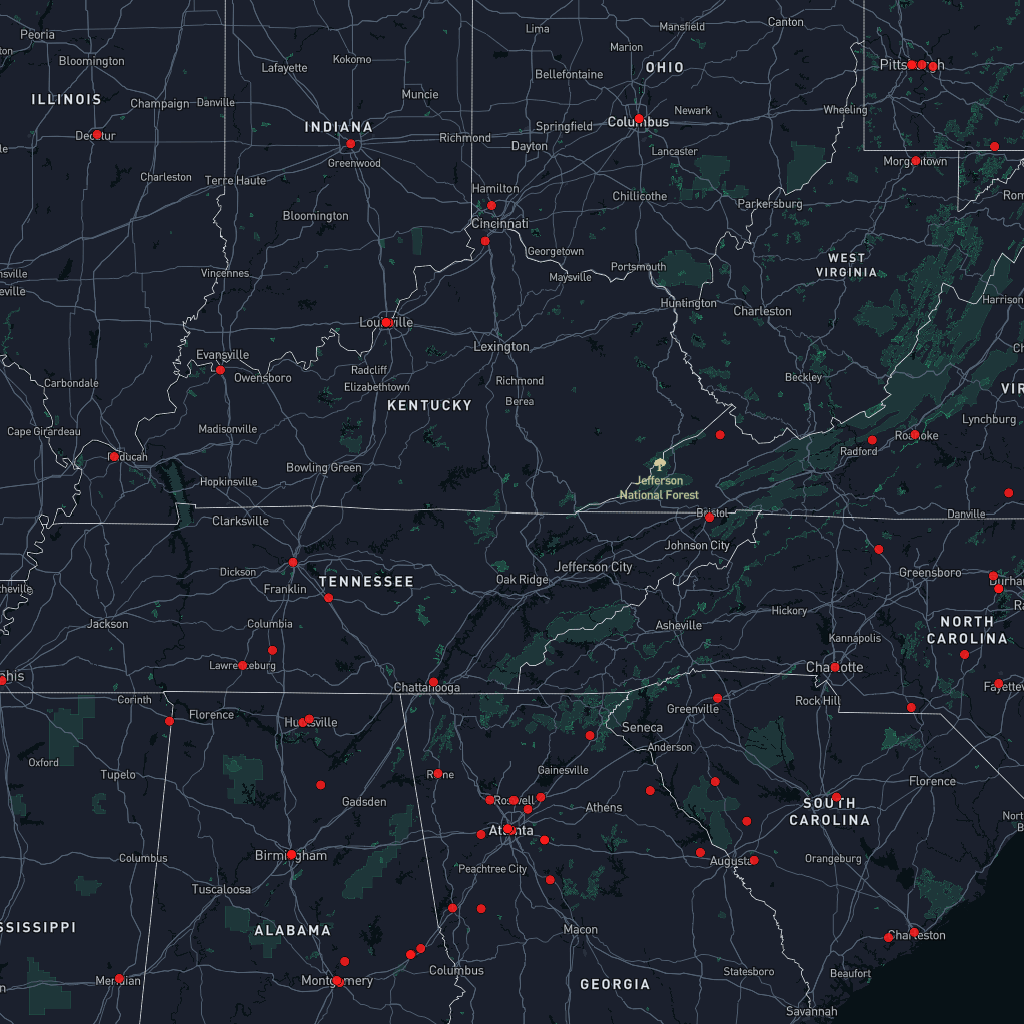 Peoria
Lima
Mansfield
Canton
Marion
Bloomington
Kokomo
Lafayette
Bellefontaine
OHIO
Pittsburgh
ILLINOIS
Champaign
Danville
Muncie
Newark
Wheeling
Decatur
INDIANA
Richmond
Springfield
Columbus
Dayton
Lancaster
Greenwood
Morgantown
Charleston
Terre Haute
Hamilton
Chillicothe
Parkersburg
Bloomington
Cincinnati
Georgetown
WEST
VIRGINIA
Vincennes
Maysville
Portsmouth
Huntington
Charleston
Louisville
Evansville
Lexington
Radcliff
Owensboro
Elizabethtown
Richmond
Beckley
Carbondale
KENTUCKY
Berea
Cape Girardeau
Madisonville
Lynchburg
Roanoke
Radford
Paducah
Bowling Green
Jefferson
National Forest
Hopkinsville
Clarksville
Bristol
Danville
Johnson City
Dickson
TENNESSEE
Oak Ridge
Jefferson City
Greensboro
Franklin
Durham
Jackson
Columbia
Asheville
Hickory
NORTH
CAROLINA
Kannapolis
Lawrenceburg
Charlotte
Chattanooga
Corinth
Rock Hill
Florence
Huntsville
Greenville
Seneca
Anderson
Oxford
Tupelo
Rome
Gainesville
Gadsden
Roswell
Athens
Florence
SOUTH
CAROLINA
Atlanta
Columbus
Birmingham
Peachtree City
Augusta
Orangeburg
Tuscaloosa
ALABAMA
Macon
Charleston
Meridian
Montgomery
Columbus
GEORGIA
Statesboro
Beaufort
Savannah